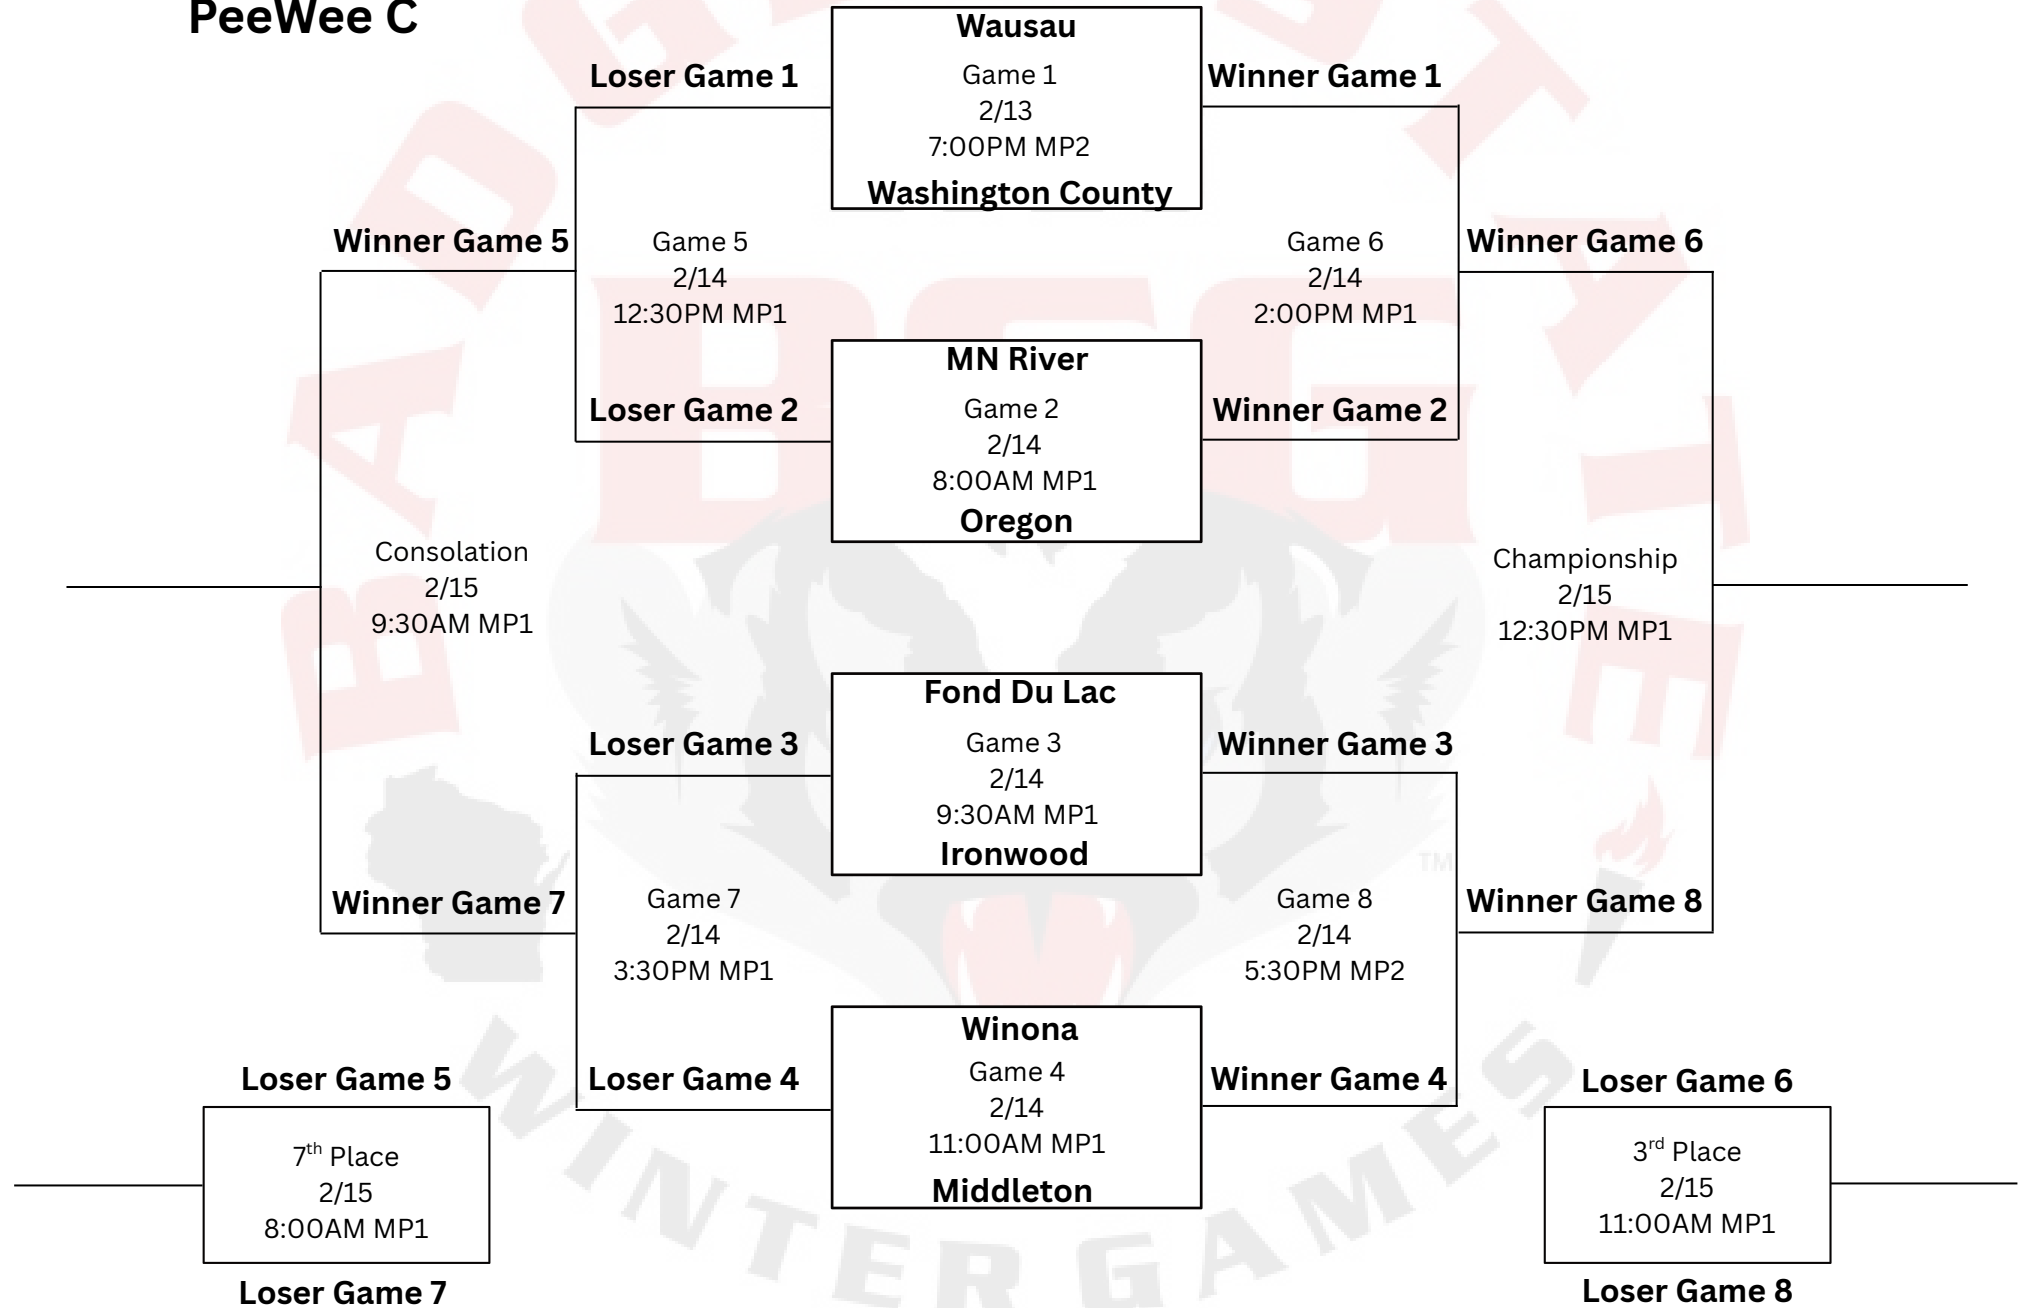 PeeWee C
Wausau
Loser Game 1
Game 1
Winner Game 1
2/13
7:00PM MP2
Washington County
Winner Game 5
Game 5
2/14
12:30PM MP1
Game 6
2/14
2:00PM MP1
Winner Game 6
MN River
Loser Game 2
Game 2
Winner Game 2
2/14
8:00AM MP1
Oregon
Consolation
2/15
9:30AM MP1
Championship
2/15
12:30PM MP1
Fond Du Lac
Loser Game 3
Game 3
Winner Game 3
2/14
9:30AM MP1
Ironwood
Winner Game 7
Game 7
2/14
3:30PM MP1
Game 8
2/14
5:30PM MP2
Winner Game 8
Winona
Loser Game 4
Game 4
Winner Game 4
2/14
11:00AM MP1
Middleton
Loser Game 5
7th Place
2/15
8:00AM MP1
Loser Game 7
Loser Game 6
3rd Place
2/15
11:00AM MP1
Loser Game 8
BADGER STATE
BSG
TM
WINTER GAMES